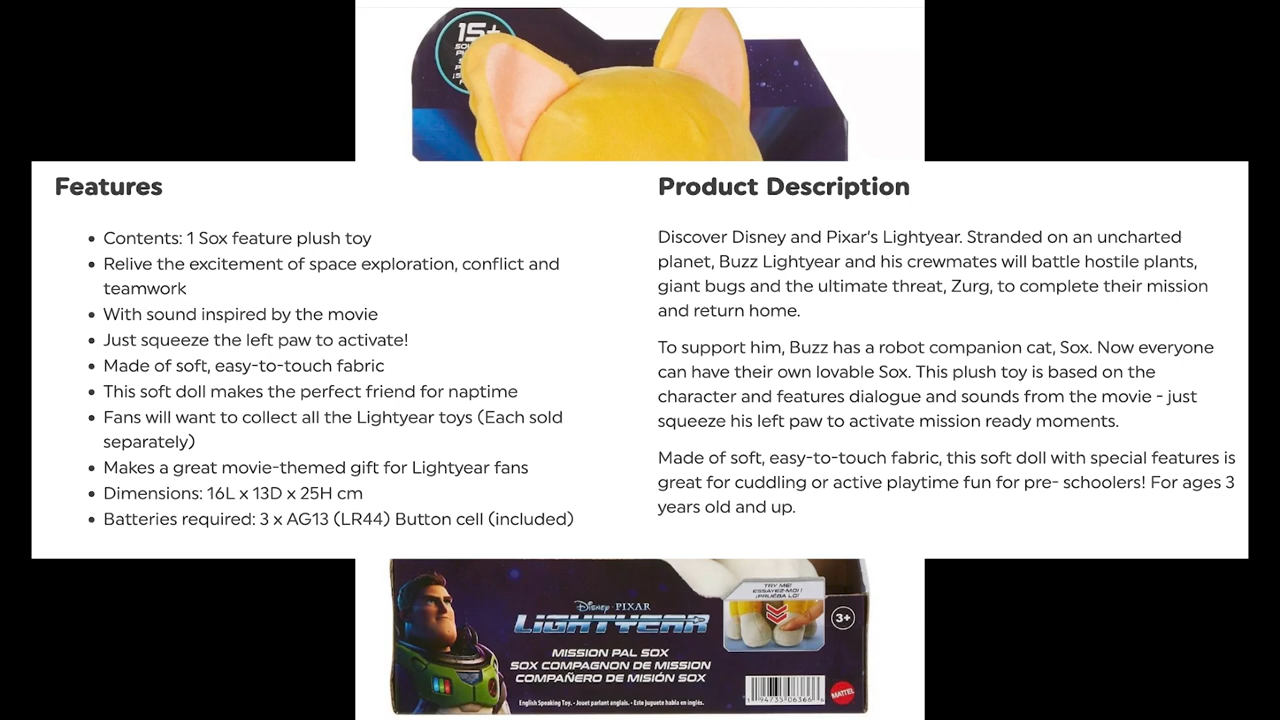 15+
Features
Contents: 1 Sox feature plush toy
Relive the excitement of space exploration, conflict and
teamwork
With sound inspired by the movie
Just squeeze the left paw to activate!
Made of soft, easy-to-touch fabric
This soft doll makes the perfect friend for naptime
Fans will want to collect all the Lightyear toys (Each sold
separately)
Makes a great movie-themed gift for Lightyear fans
Dimensions: 16L x 13D x 25H cm
Batteries required: 3 x AG13 (LR44) Button cell (included)
Product Description
Discover Disney and Pixar's Lightyear. Stranded on an uncharted
planet, Buzz Lightyear and his crewmates will battle hostile plants,
giant bugs and the ultimate threat, Zurg, to complete their mission
and return home.
To support him, Buzz has a robot companion cat, Sox. Now everyone
can have their own lovable Sox. This plush toy is based on the
character and features dialogue and sounds from the movie - just
squeeze his left paw to activate mission ready moments.
Made of soft, easy-to-touch fabric, this soft doll with special features is
great for cuddling or active playtime fun for pre- schoolers! For ages 3
years old and up.
TRY ME!
ESSAYEZ-MOI !
¡PRUÉBALO!
Disney · PIXAR
LIGHTYEAR
MISSION PAL SOX
SOX COMPAGNON DE MISSION
COMPAÑERO DE MISIÓN SOX
English Speaking Toy. - Jouet parlant anglais. - Este juguete habla en inglés.
3+
MATTEL